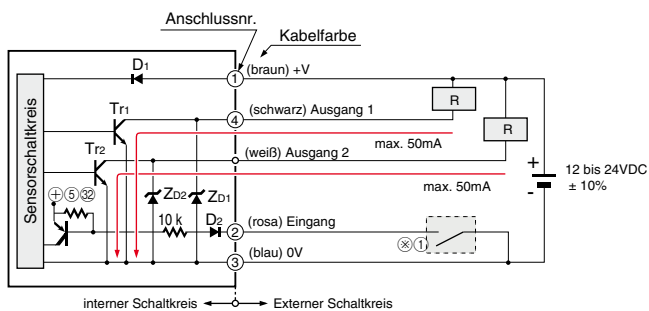 Anschlussnr.
Kabelfarbe
D1
① (braun) +V
Tr1
④ (schwarz) Ausgang 1
R
R
max. 50mA
Tr2
(weiß) Ausgang 2
max. 50mA
+
-
12 bis 24VDC
± 10%
Sensorschaltkreis
⊕⑤㉜
ZD2
ZD1
10 k
D2
② (rosa) Eingang
※①
③ (blau) 0V
interner Schaltkreis
Externer Schaltkreis